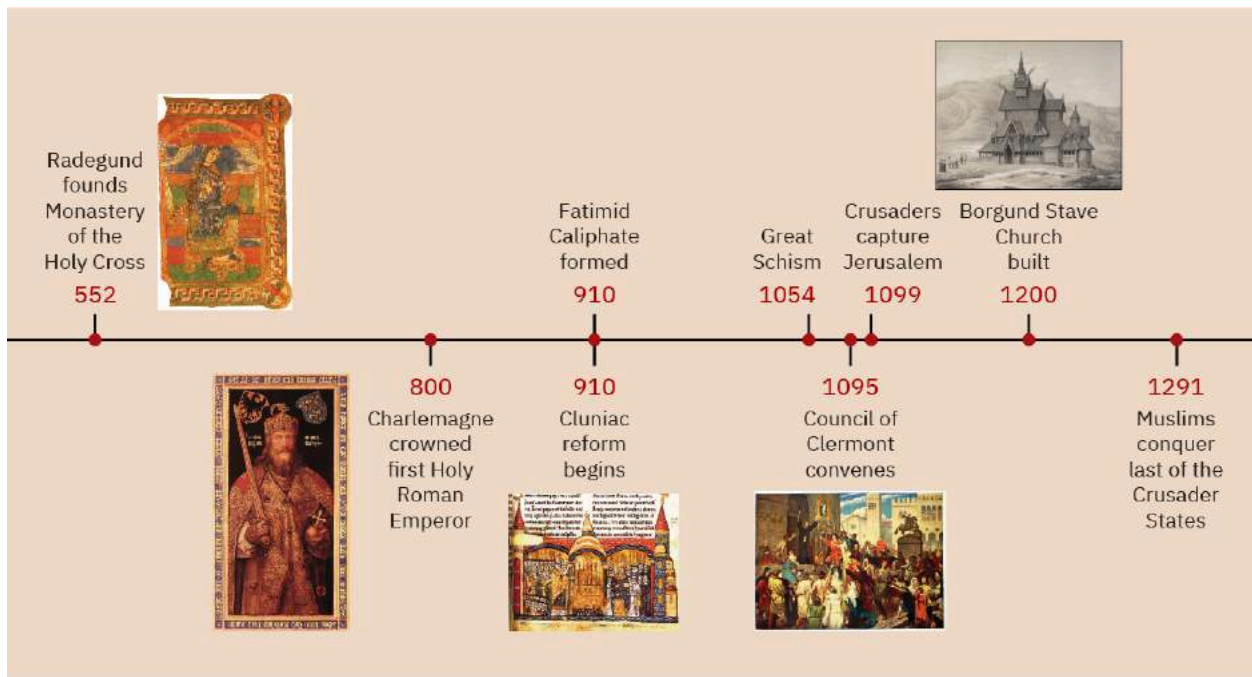 Radegund
founds
Monastery
of the
Holy Cross
552
Fatimid
Caliphate
formed
910
Great
Schism
1054
Crusaders
capture
Jerusalem
1099
Borgund Stave
Church
built
1200
800
Charlemagne
crowned
first Holy
Roman
Emperor
910
Cluniac
reform
begins
1095
Council of
Clermont
convenes
1291
Muslims
conquer
last of the
Crusader
States